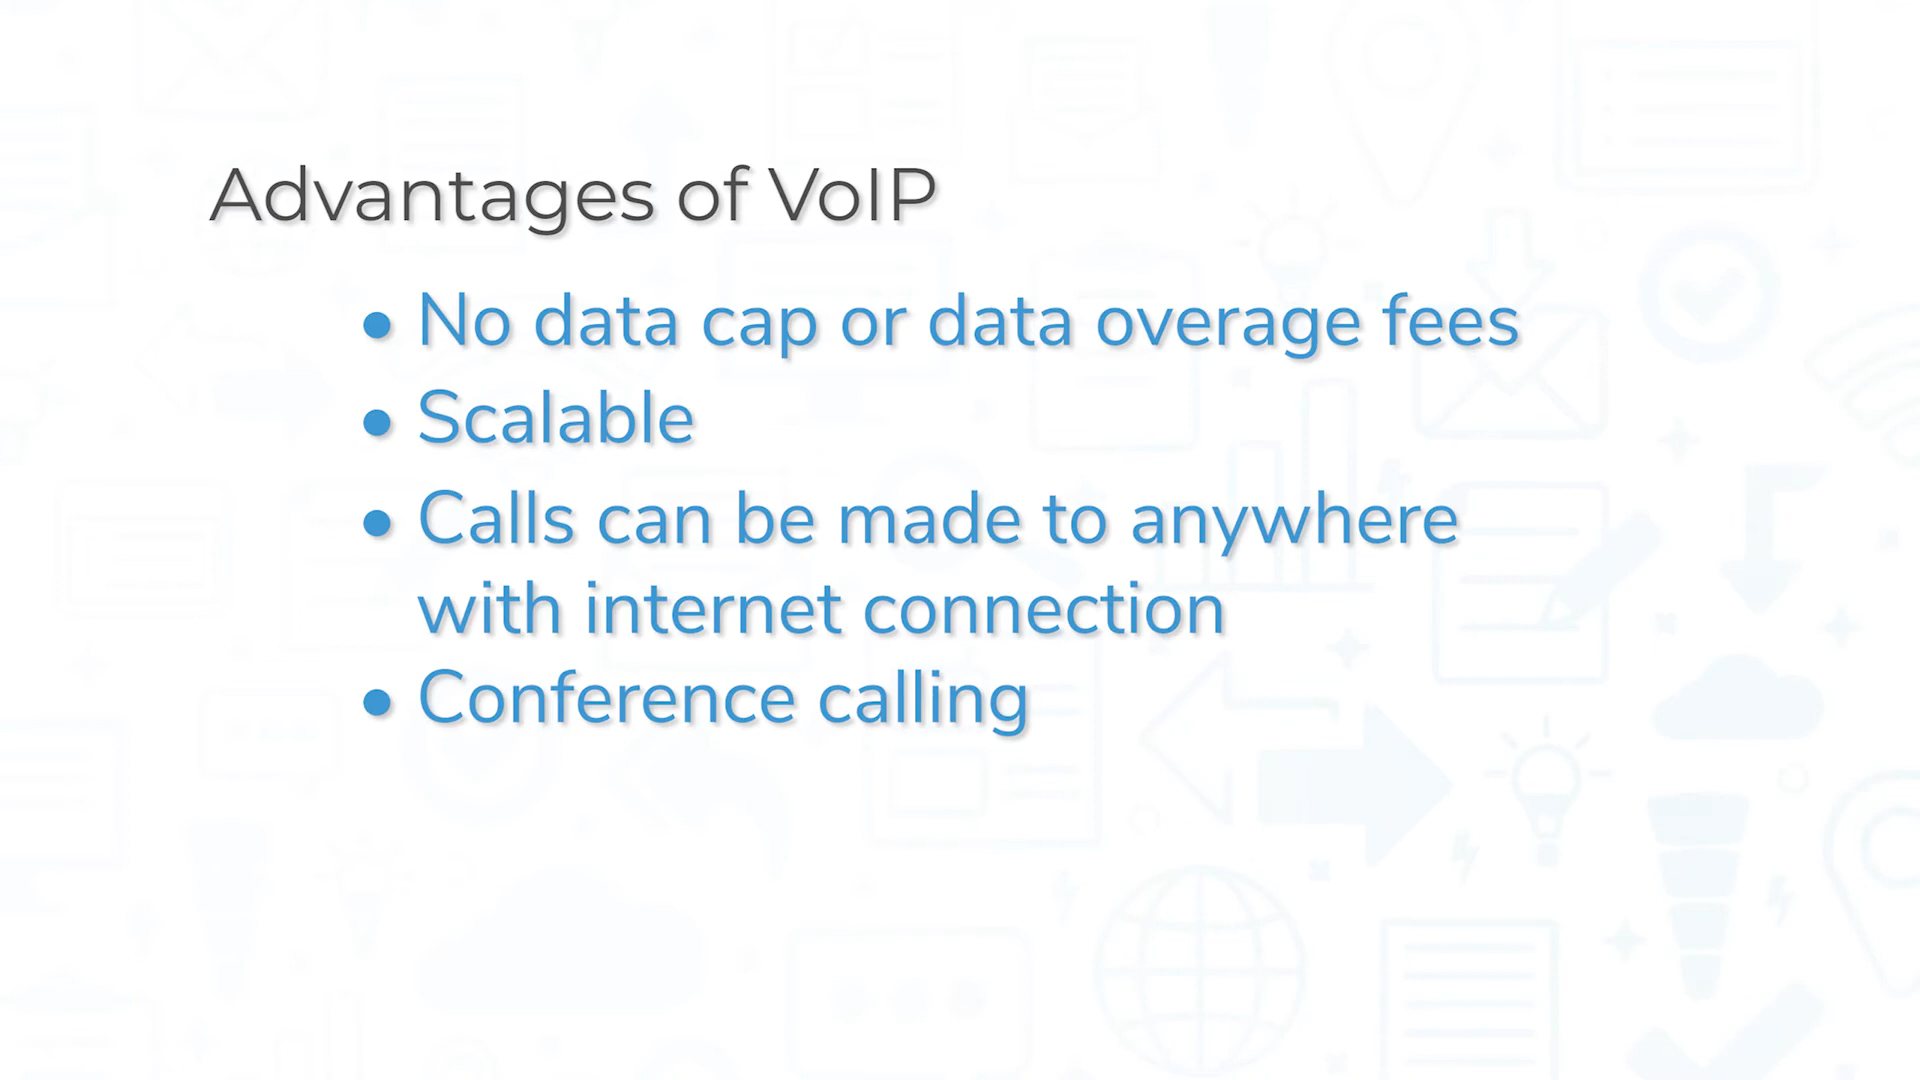 Advantages of VoIP
• No data cap or data overage fees
• Scalable
• Calls can be made to anywhere
with internet connection
• Conference calling